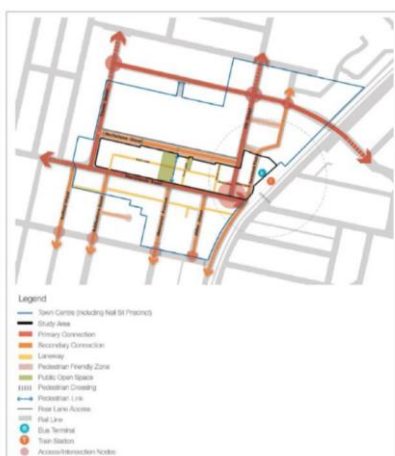 Legend
Town Centre (including Neil St Precinct)
Study Area
Primary Connection
Secondary Connection
Laneway
Pedestrian Friendly Zone
Public Open Space
Pedestrian Crossing
Pedestrian Link
Rear Lane Access
Rail Line
B Bus Terminal
T Train Station
Access/Intersection Nodes